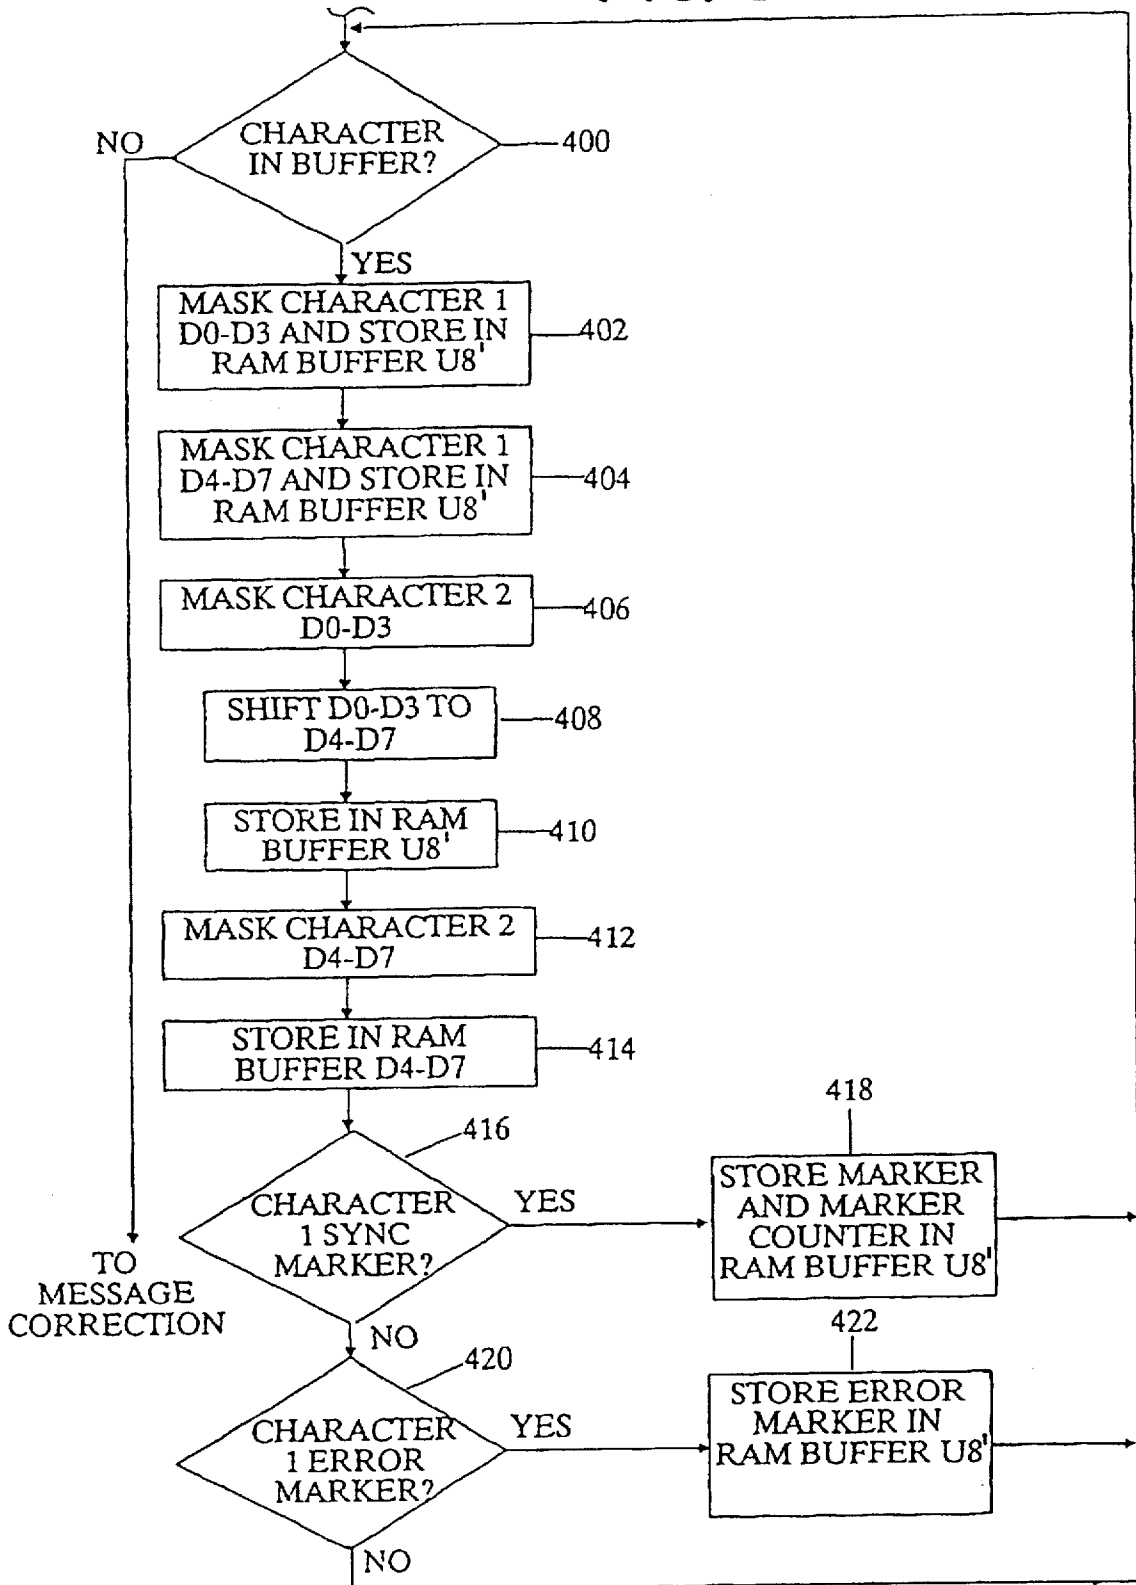 NO
CHARACTER
IN BUFFER?
400
YES
MASK CHARACTER 1
D0-D3 AND STORE IN
RAM BUFFER U8'
402
MASK CHARACTER 1
D4-D7 AND STORE IN
RAM BUFFER U8'
404
MASK CHARACTER 2
D0-D3
406
SHIFT D0-D3 TO
D4-D7
408
STORE IN RAM
BUFFER U8'
410
MASK CHARACTER 2
D4-D7
412
STORE IN RAM
BUFFER D4-D7
414
416
CHARACTER
1 SYNC
MARKER?
YES
418
STORE MARKER
AND MARKER
COUNTER IN
RAM BUFFER U8'
TO
MESSAGE
CORRECTION
NO
420
CHARACTER
1 ERROR
MARKER?
YES
422
STORE ERROR
MARKER IN
RAM BUFFER U8'
NO